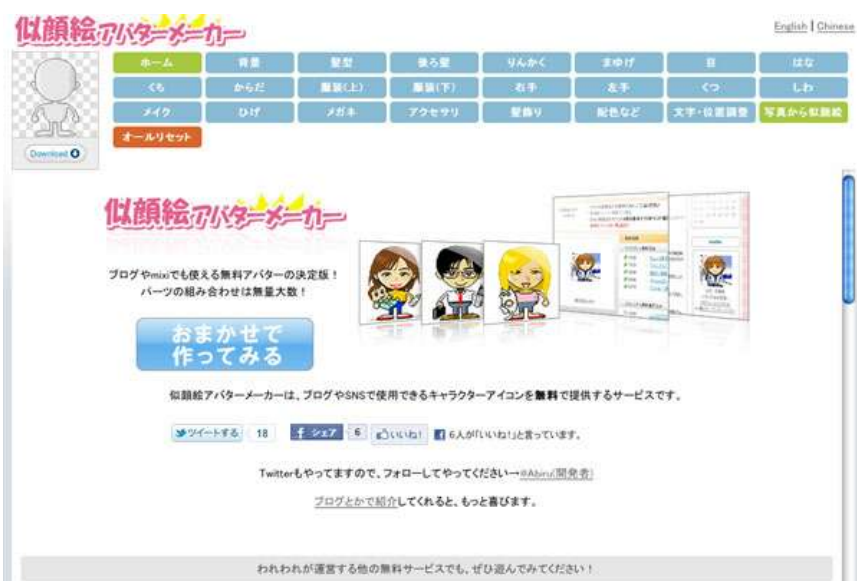 似顔絵アバターメーカー
English | Chinese
ホーム 背景 髪型 後ろ髪 りんかく まゆげ 目 はな
くち からだ 服装(上) 服装(下) 右手 左手 くつ しわ
メイク ひげ メガネ アクセサリ 髪飾り 配色など 文字・位置調整 写真から似顔絵
オールリセット
Download
似顔絵アバターメーカー
ブログやmixiでも使える無料アバターの決定版！
パーツの組み合わせは無量大数！
おまかせで
作ってみる
似顔絵アバターメーカーは、ブログやSNSで使用できるキャラクターアイコンを無料で提供するサービスです。
ツイートする 18 シェア 6 いいね! 6人が「いいね!」と言っています。
Twitterもやってますので、フォローしてやってください→@Abiru(開発者)
ブログとかで紹介してくれると、もっと喜びます。
われわれが運営する他の無料サービスでも、ぜひ遊んでみてください！